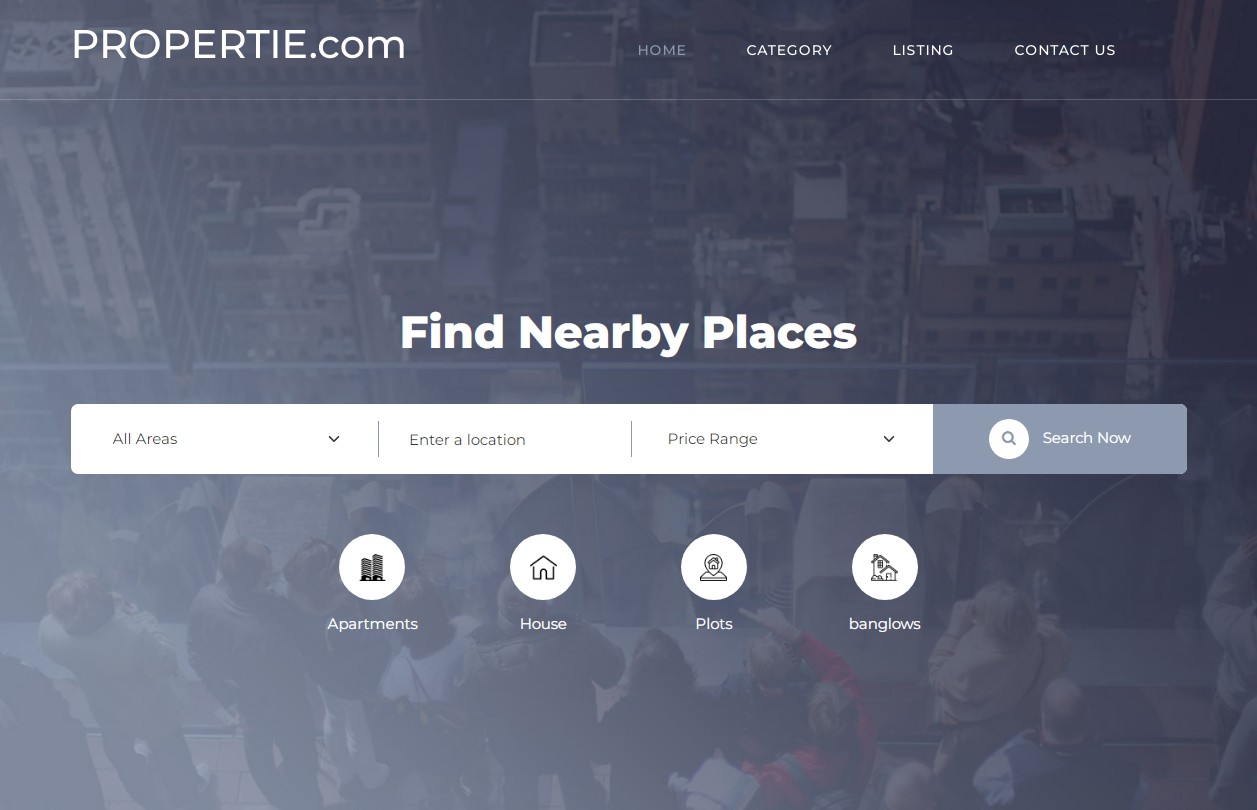 PROPERTIE.com
HOME CATEGORY LISTING CONTACT US
Find Nearby Places
All Areas Enter a location Price Range Search Now
Apartments House Plots banglows